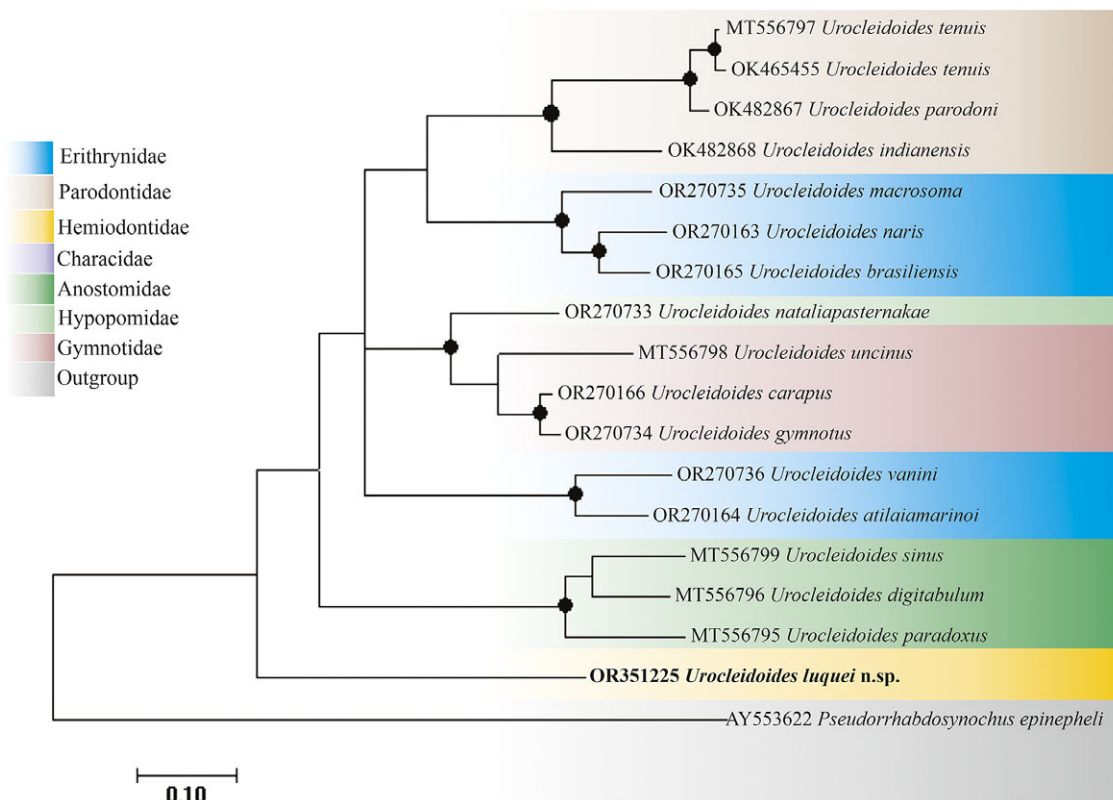 MT556797 Urocleidoides tenuis
OK465455 Urocleidoides tenuis
OK482867 Urocleidoides parodoni
OK482868 Urocleidoides indianensis
OR270735 Urocleidoides macrosoma
OR270163 Urocleidoides naris
OR270165 Urocleidoides brasiliensis
OR270733 Urocleidoides nataliapasternakae
MT556798 Urocleidoides uncinus
OR270166 Urocleidoides carapus
OR270734 Urocleidoides gymnotus
OR270736 Urocleidoides vanini
OR270164 Urocleidoides atilaiamarinoi
MT556799 Urocleidoides sinus
MT556796 Urocleidoides digitabulum
MT556795 Urocleidoides paradoxus
OR351225 Urocleidoides luquei n.sp.
AY553622 Pseudorrhabdosynochus epinepheli
Erithrynidae
Parodontidae
Hemiodontidae
Characidae
Anostomidae
Hypopomidae
Gymnotidae
Outgroup
0.10